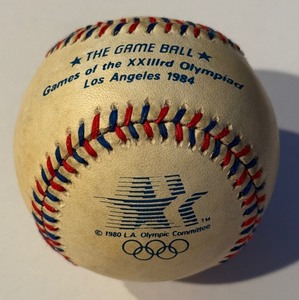 ★ THE GAME BALL ★
Games of the XXIIIrd Olympiad
Los Angeles 1984
TM
© 1980 L.A. Olympic Committee